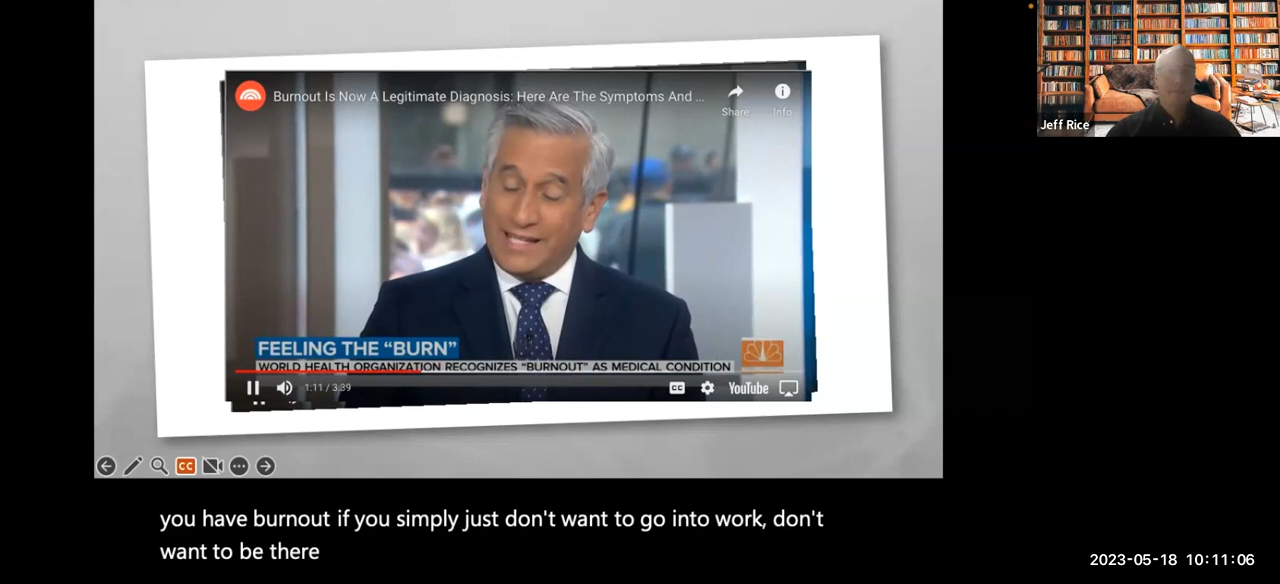 Burnout Is Now A Legitimate Diagnosis: Here Are The Symptoms And ...
Share
Info
Jeff Rice
FEELING THE “BURN”
WORLD HEALTH ORGANIZATION RECOGNIZES “BURNOUT” AS MEDICAL CONDITION
1:11 / 3:39
CC
YouTube
CC
you have burnout if you simply just don't want to go into work, don't
want to be there
2023-05-18 10:11:06